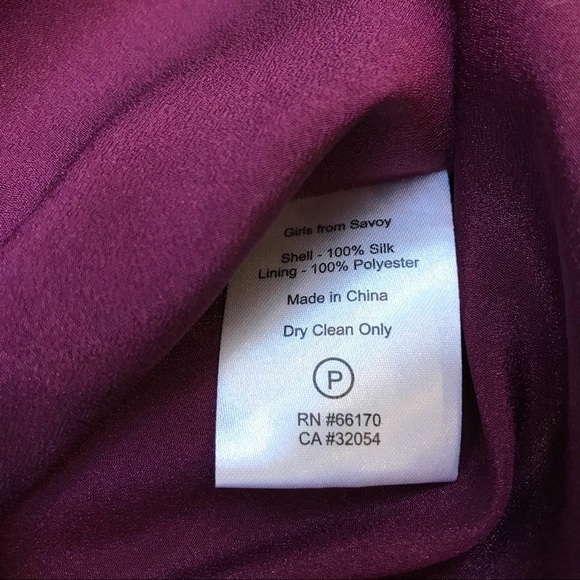 Girls from Savoy
Shell - 100% Silk
Lining - 100% Polyester
Made in China
Dry Clean Only
P
RN #66170
CA #32054